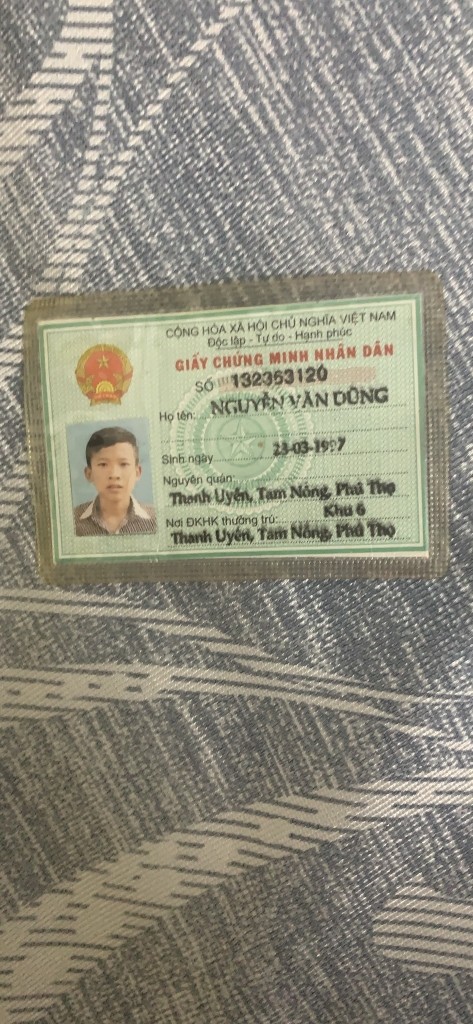 CỘNG HÒA XÃ HỘI CHỦ NGHĨA VIỆT NAM
Độc lập - Tự do - Hạnh phúc
GIẤY CHỨNG MINH NHÂN DÂN
SỐ 132363120
Họ tên: NGUYỄN VĂN DŨNG
Sinh ngày 23-03-1997
Nguyên quán:
Thanh Uyên, Tam Nông, Phú Thọ
Nơi ĐKHK thường trú: Khu 6
Thanh Uyên, Tam Nông, Phú Thọ